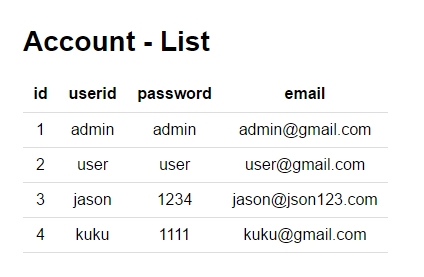 Account - List
id userid password email
1 admin admin admin@gmail.com
2 user user user@gmail.com
3 jason 1234 jason@json123.com
4 kuku 1111 kuku@gmail.com